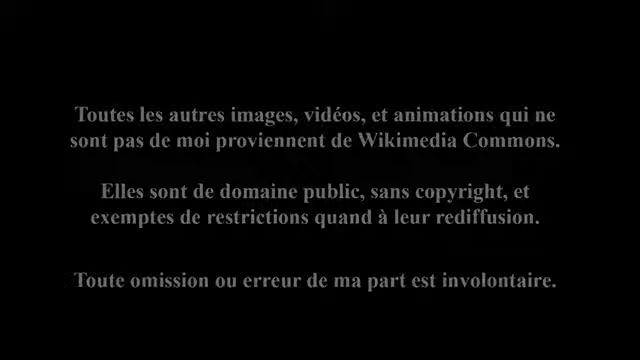 Toutes les autres images, vidéos, et animations qui ne
sont pas de moi proviennent de Wikimedia Commons.
Elles sont de domaine public, sans copyright, et
exemptes de restrictions quand à leur rediffusion.
Toute omission ou erreur de ma part est involontaire.